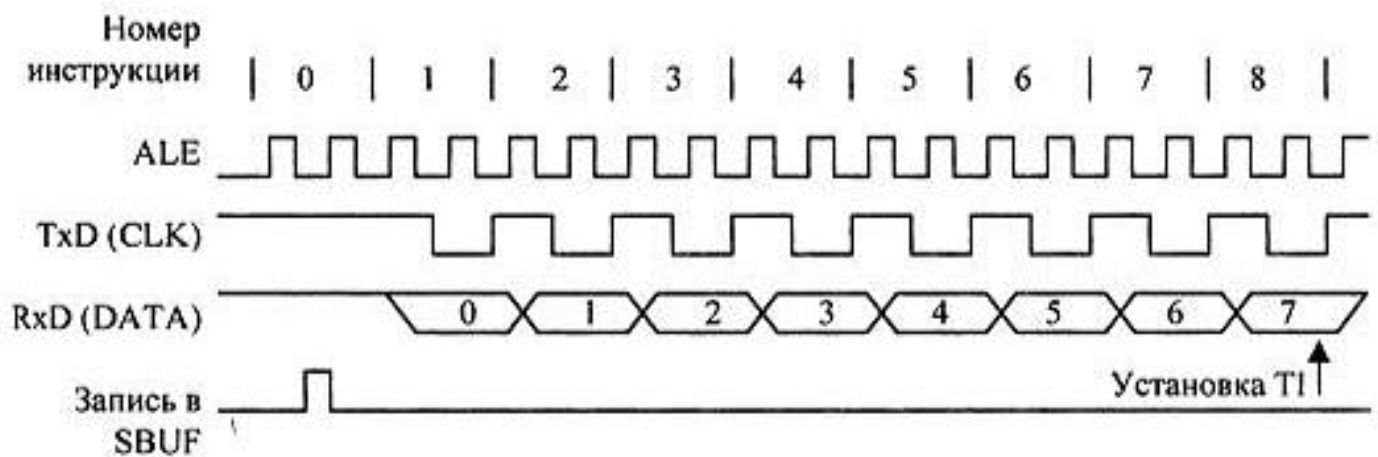 Номер
инструкции | 0 | 1 | 2 | 3 | 4 | 5 | 6 | 7 | 8 |
ALE
TxD (CLK)
RxD (DATA) 0 1 2 3 4 5 6 7
Установка TI
Запись в
SBUF